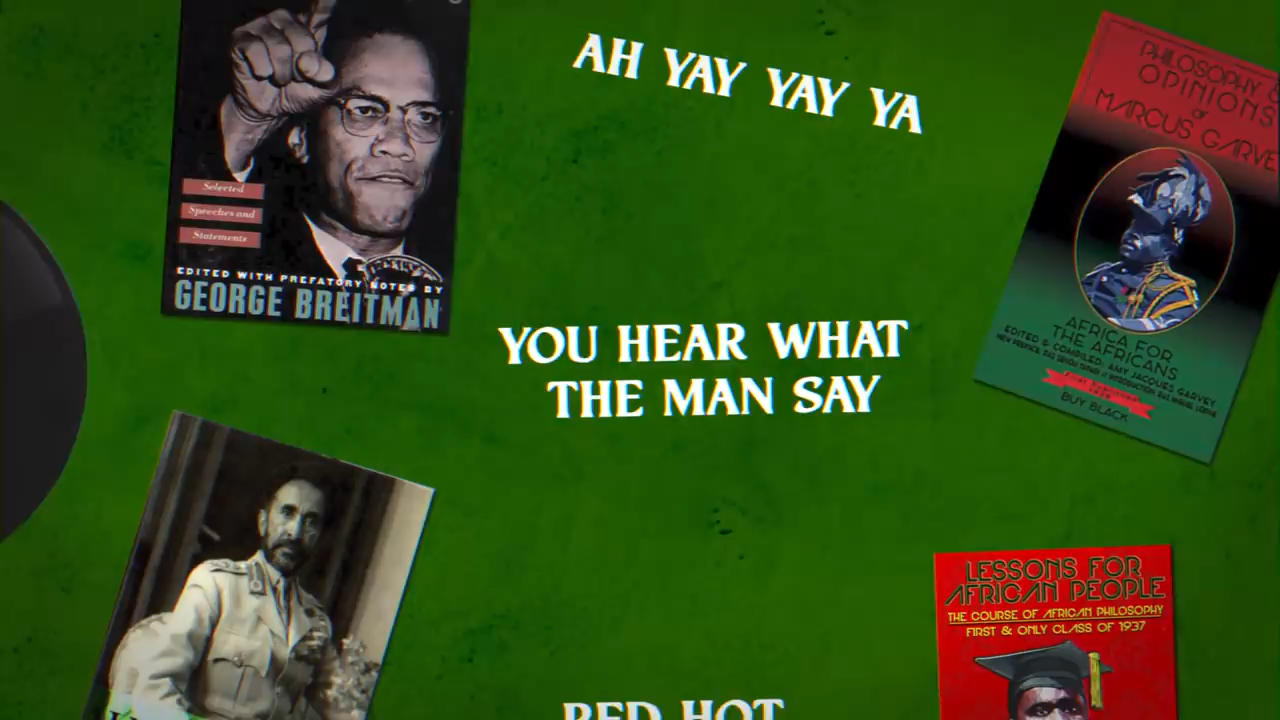 AH YAY YAY YA
PHILOSOPHY &
OPINIONS
of
MARCUS GARVE
Selected
Speeches and
Statements
EDITED WITH PREFATORY NOTES BY
GEORGE BREITMAN
AFRICA FOR
THE AFRICANS
EDITED & COMPILED: AMY JACQUES GARVEY
BUY BLACK
YOU HEAR WHAT
THE MAN SAY
LESSONS FOR
AFRICAN PEOPLE
THE COURSE OF AFRICAN PHILOSOPHY
FIRST & ONLY CLASS OF 1937
RED HOT